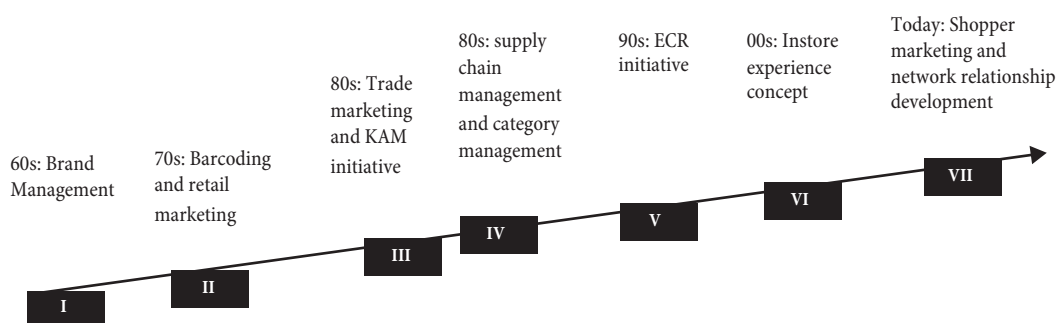 60s: Brand
Management
70s: Barcoding
and retail
marketing
80s: Trade
marketing
and KAM
initiative
80s: supply
chain
management
and category
management
90s: ECR
initiative
00s: Instore
experience
concept
Today: Shopper
marketing and
network relationship
development
I
II
III
IV
V
VI
VII